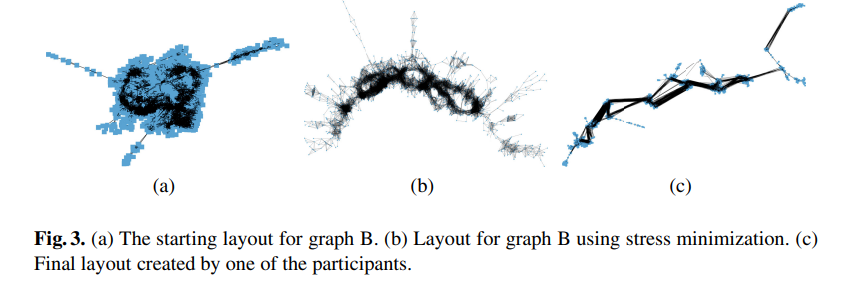 (a)
(b)
(c)
Fig. 3. (a) The starting layout for graph B. (b) Layout for graph B using stress minimization. (c)
Final layout created by one of the participants.